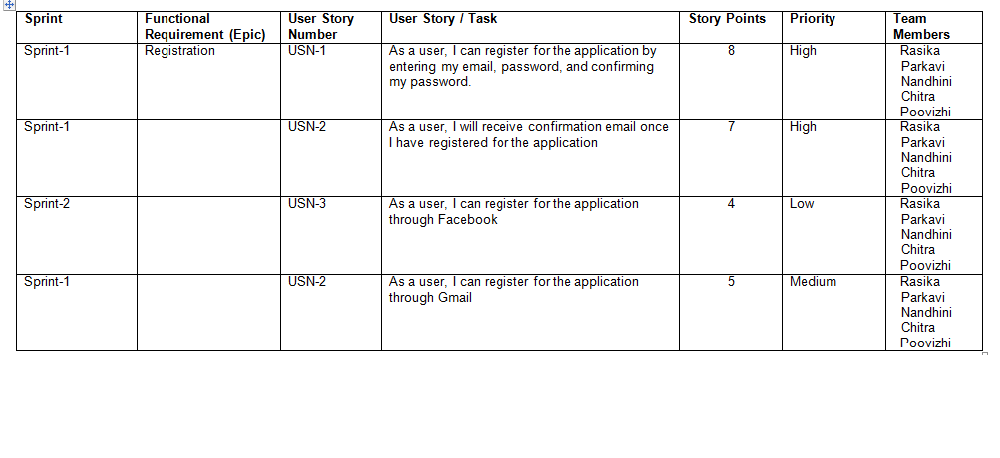 Sprint Functional Requirement (Epic) User Story Number User Story / Task Story Points Priority Team Members
Sprint-1 Registration USN-1 As a user, I can register for the application by 8 High Rasika
entering my email, password, and confirming Parkavi
my password. Nandhini
Chitra
Poovizhi
Sprint-1 USN-2 As a user, I will receive confirmation email once 7 High Rasika
I have registered for the application Parkavi
Nandhini
Chitra
Poovizhi
Sprint-2 USN-3 As a user, I can register for the application 4 Low Rasika
through Facebook Parkavi
Nandhini
Chitra
Poovizhi
Sprint-1 USN-2 As a user, I can register for the application 5 Medium Rasika
through Gmail Parkavi
Nandhini
Chitra
Poovizhi